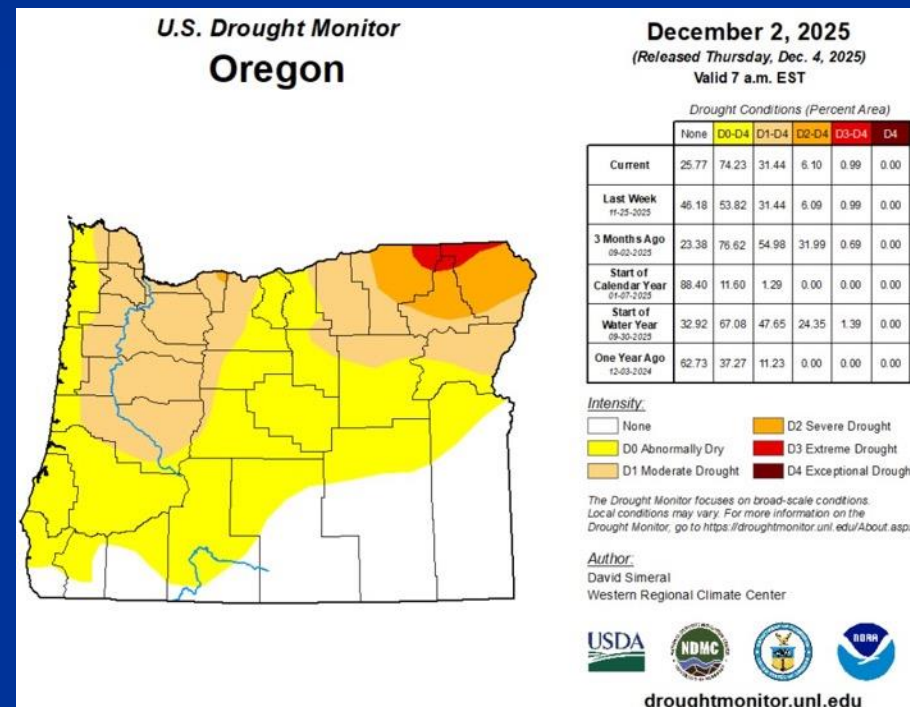 U.S. Drought Monitor
Oregon
December 2, 2025
(Released Thursday, Dec. 4, 2025)
Valid 7 a.m. EST
Drought Conditions (Percent Area)
None D0-D4 D1-D4 D2-D4 D3-D4 D4
Current 25.77 74.23 31.44 6.10 0.99 0.00
Last Week
11-25-2025 46.18 53.82 31.44 6.09 0.99 0.00
3 Months Ago
09-02-2025 23.38 76.62 54.98 31.99 0.69 0.00
Start of
Calendar Year
01-07-2025 88.40 11.60 1.29 0.00 0.00 0.00
Start of
Water Year
09-30-2025 32.92 67.08 47.65 24.35 1.39 0.00
One Year Ago
12-03-2024 62.73 37.27 11.23 0.00 0.00 0.00
Intensity:
None
D0 Abnormally Dry
D1 Moderate Drought
D2 Severe Drought
D3 Extreme Drought
D4 Exceptional Drough
The Drought Monitor focuses on broad-scale conditions.
Local conditions may vary. For more information on the
Drought Monitor, go to https://droughtmonitor.unl.edu/About.asp
Author:
David Simeral
Western Regional Climate Center
USDA
NDMC
NOAA
droughtmonitor.unl.edu